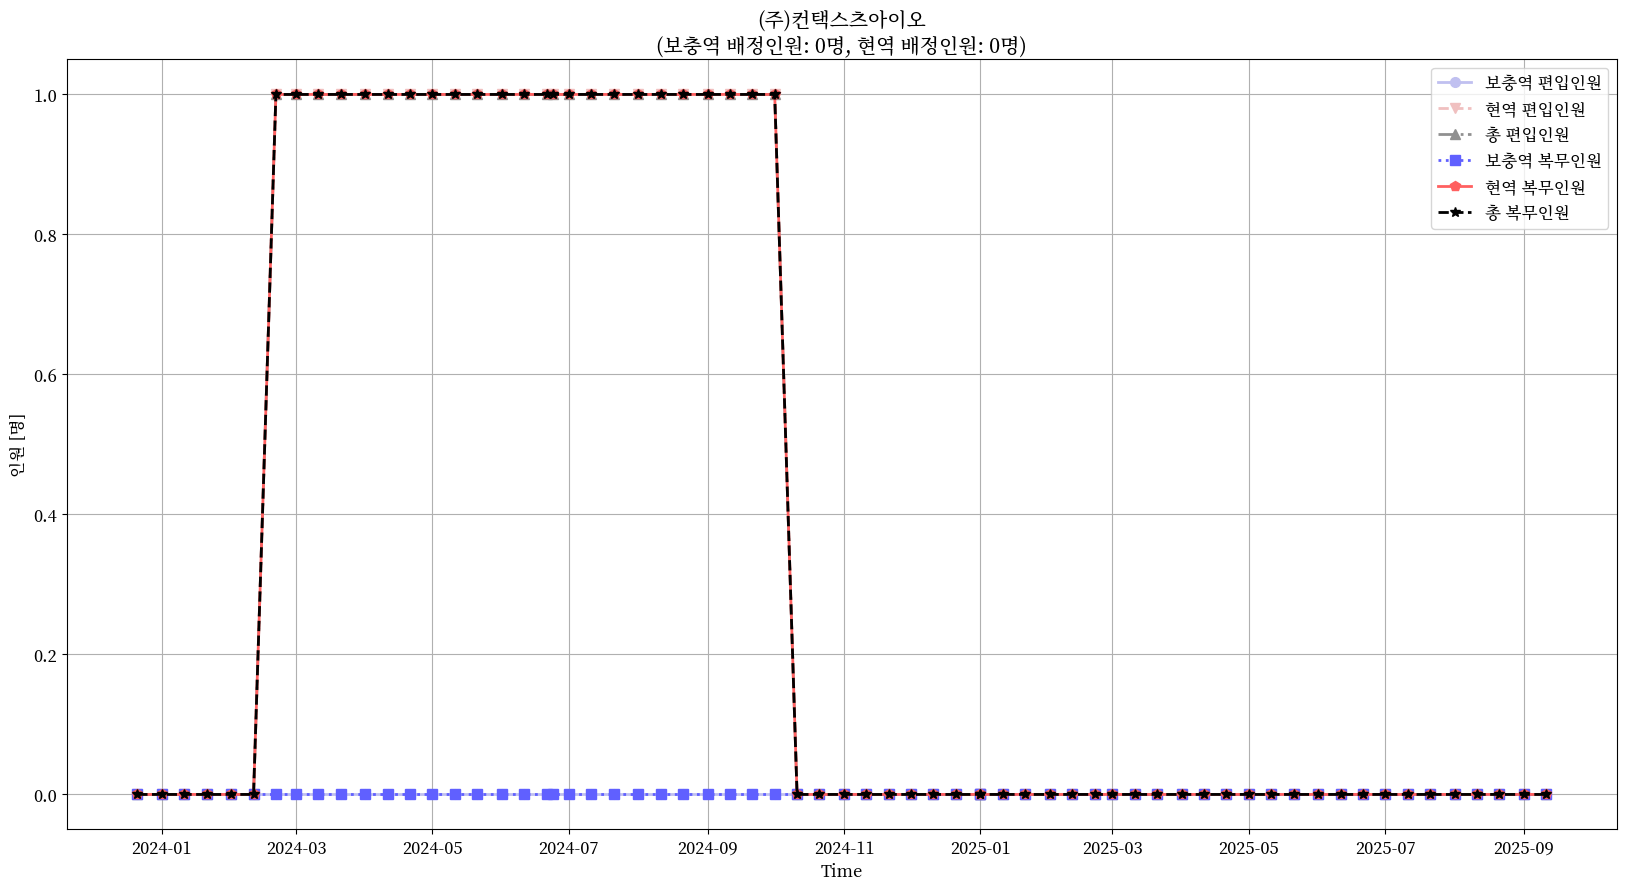 (주)컨택스츠아이오
(보충역 배정인원: 0명, 현역 배정인원: 0명)
보충역 편입인원
현역 편입인원
총 편입인원
보충역 복무인원
현역 복무인원
총 복무인원
1.0
0.8
0.6
0.4
0.2
0.0
인원 [명]
2024-01 2024-03 2024-05 2024-07 2024-09 2024-11 2025-01 2025-03 2025-05 2025-07 2025-09
Time